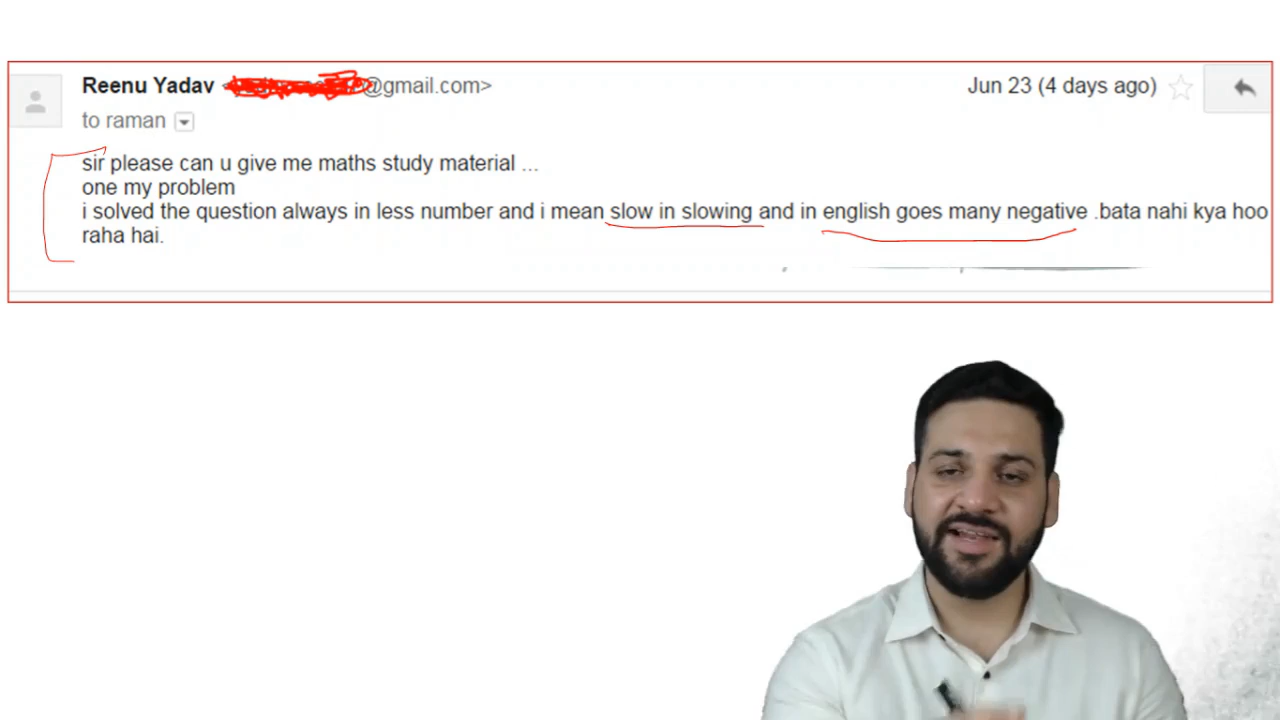 Reenu Yadav < @gmail.com> Jun 23 (4 days ago)
to raman
sir please can u give me maths study material ...
one my problem
i solved the question always in less number and i mean slow in slowing and in english goes many negative .bata nahi kya hoo
raha hai.